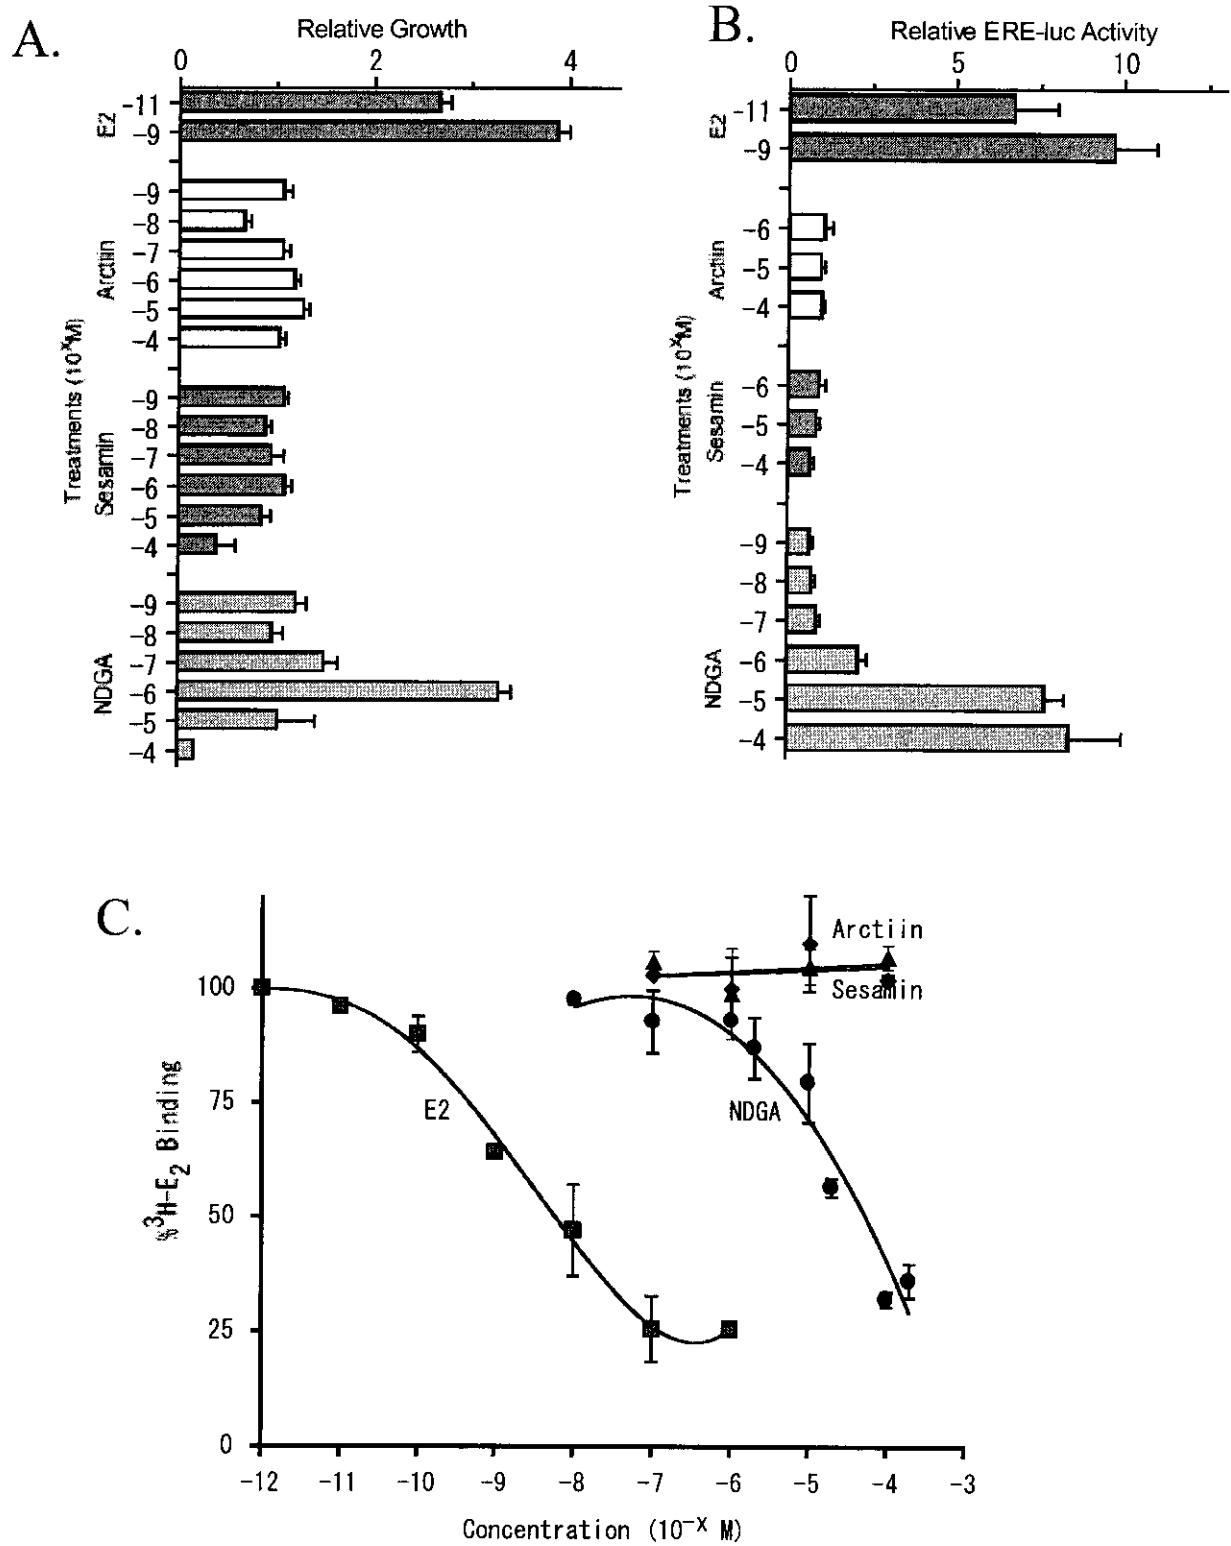 A.
Relative Growth
0 2 4
E2
-11
-9
Arctiin
-9
-8
-7
-6
-5
-4
Treatments (10^XM)
Sesamin
-9
-8
-7
-6
-5
-4
NDGA
-9
-8
-7
-6
-5
-4
B.
Relative ERE-luc Activity
0 5 10
E2
-11
-9
Arctiin
-6
-5
-4
Treatments (10^XM)
Sesamin
-6
-5
-4
NDGA
-9
-8
-7
-6
-5
-4
C.
%³H-E₂ Binding
100
75
50
25
0
Arctiin
Sesamin
E2
NDGA
-12 -11 -10 -9 -8 -7 -6 -5 -4 -3
Concentration (10^-X M)